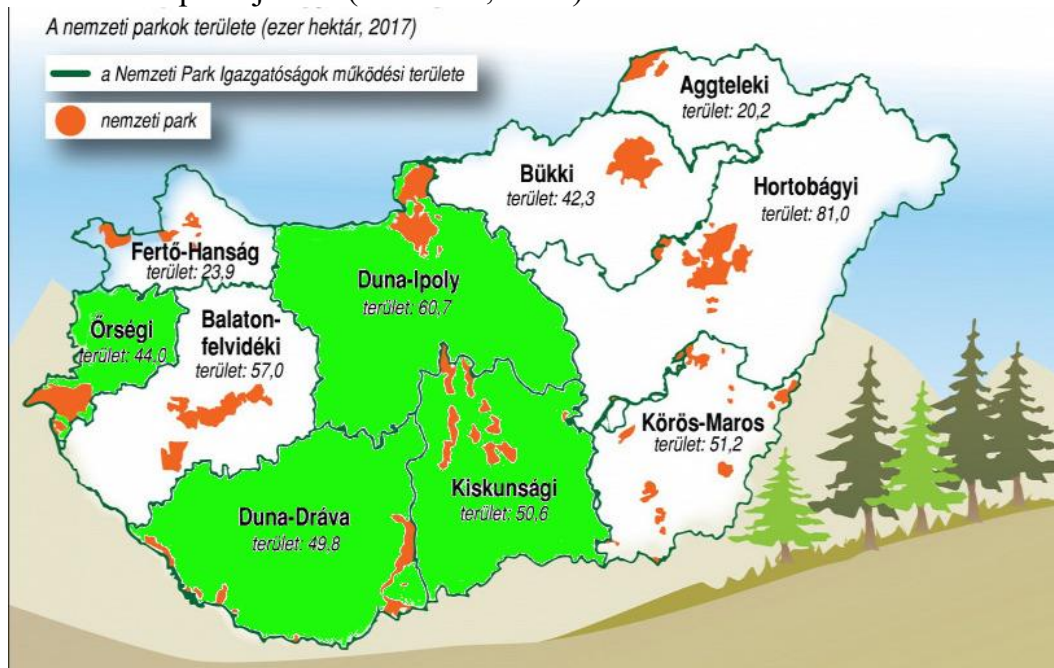 A nemzeti parkok területe (ezer hektár, 2017)
a Nemzeti Park Igazgatóságok működési területe
nemzeti park
Aggteleki
terület: 20,2
Bükki
terület: 42,3
Hortobágyi
terület: 81,0
Fertő-Hanság
terület: 23,9
Duna-Ipoly
terület: 60,7
Őrségi
terület: 44.0
Balaton-
felvidéki
terület: 57,0
Körös-Maros
terület: 51,2
Kiskunsági
terület: 50,6
Duna-Dráva
terület: 49.8